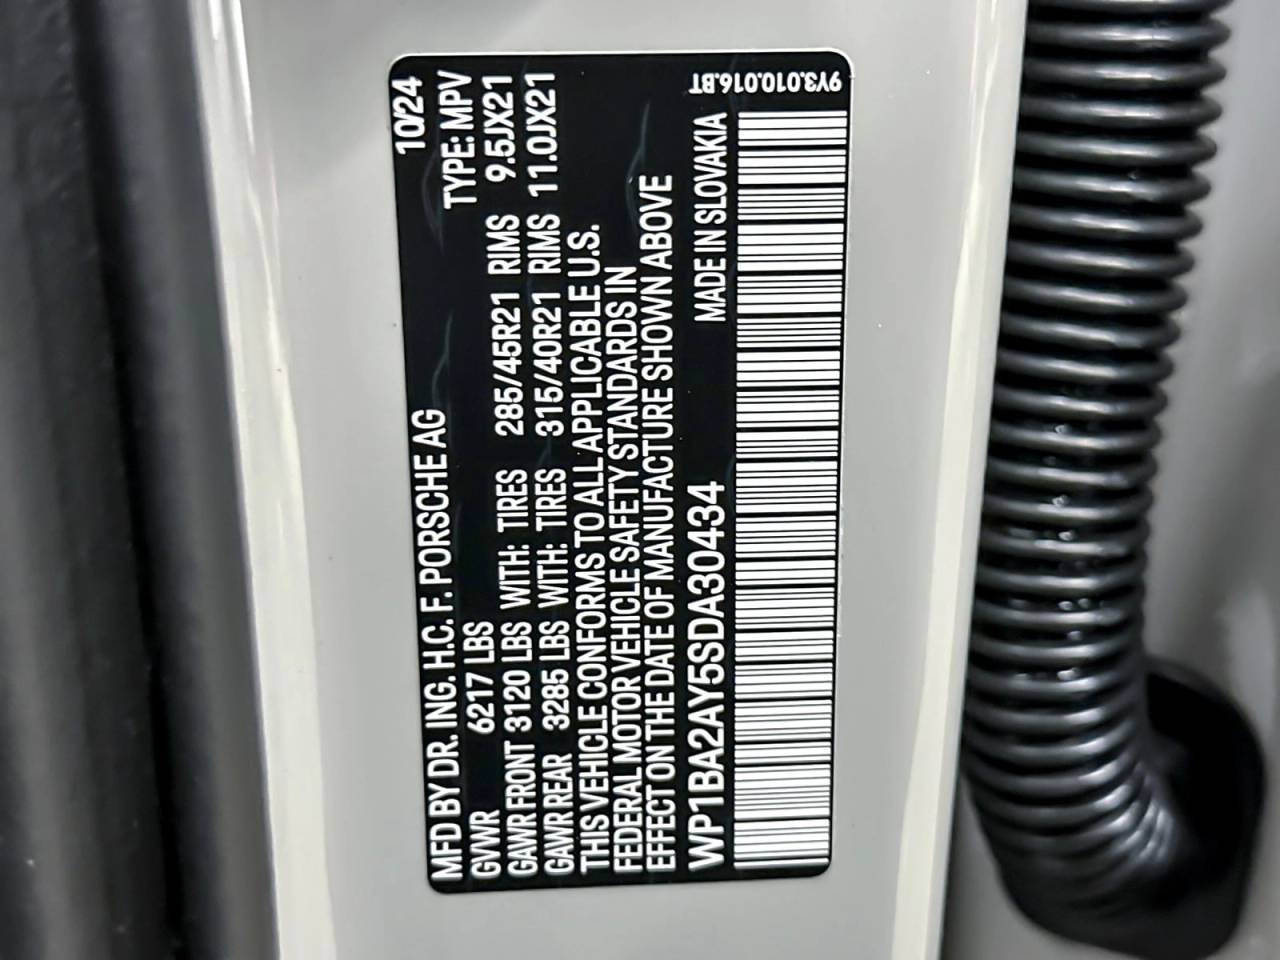 MFD BY DR. ING. H.C. F. PORSCHE AG 10/24
GVWR 6217 LBS TYPE: MPV
GAWR FRONT 3120 LBS WITH: TIRES 285/45R21 RIMS 9.5JX21
GAWR REAR 3285 LBS WITH: TIRES 315/40R21 RIMS 11.0JX21
THIS VEHICLE CONFORMS TO ALL APPLICABLE U.S.
FEDERAL MOTOR VEHICLE SAFETY STANDARDS IN
EFFECT ON THE DATE OF MANUFACTURE SHOWN ABOVE
WP1BA2AY5SDA30434 MADE IN SLOVAKIA
9Y3.010.016.BT